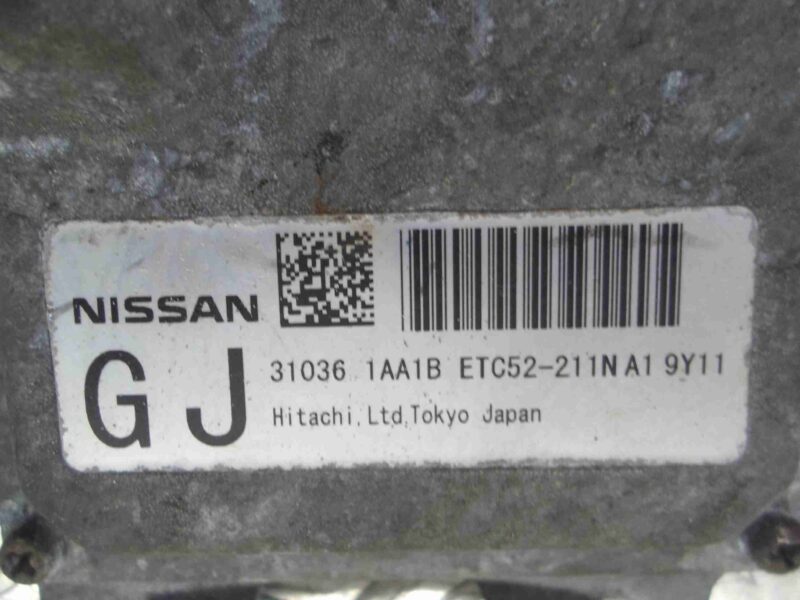 NISSAN
GJ
31036 1AA1B ETC52-211N A1 9Y11
Hitachi,Ltd,Tokyo Japan